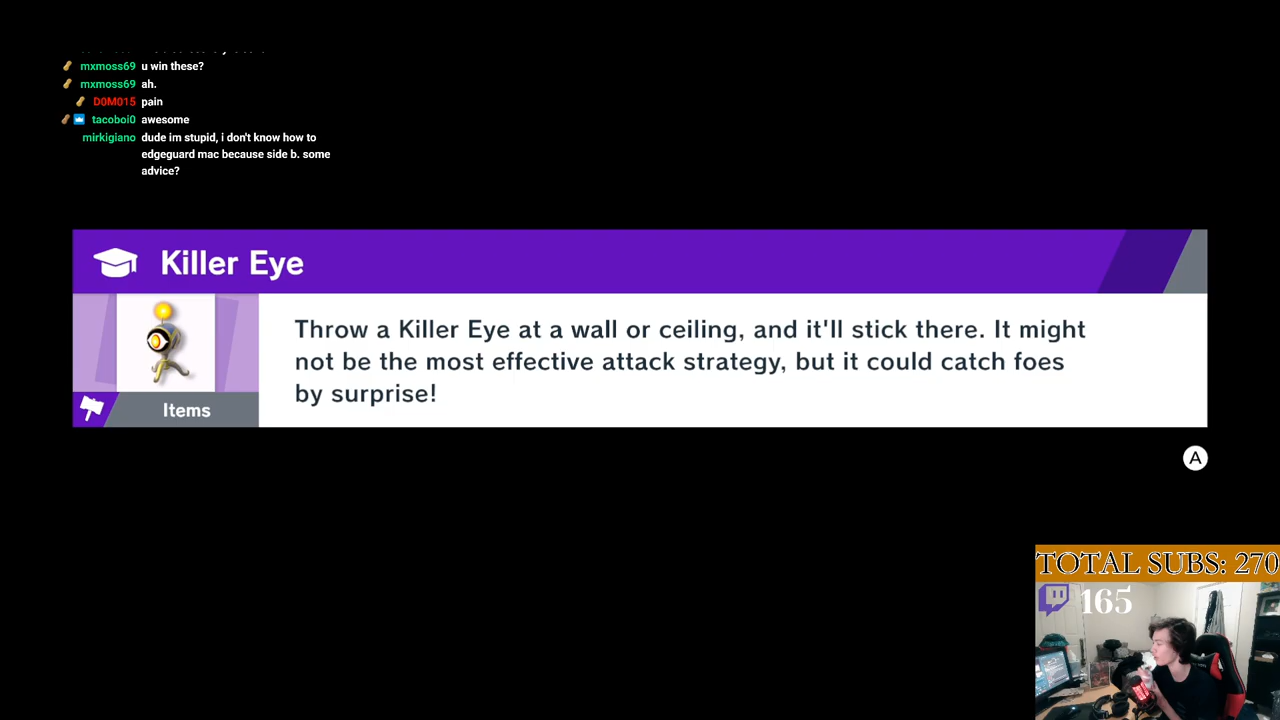 mxmoss69 u win these?
mxmoss69 ah.
D0M015 pain
tacoboi0 awesome
mirkigiano dude im stupid, i don't know how to
edgeguard mac because side b. some
advice?
Killer Eye
Throw a Killer Eye at a wall or ceiling, and it'll stick there. It might
not be the most effective attack strategy, but it could catch foes
by surprise!
Items
A
TOTAL SUBS: 270
165